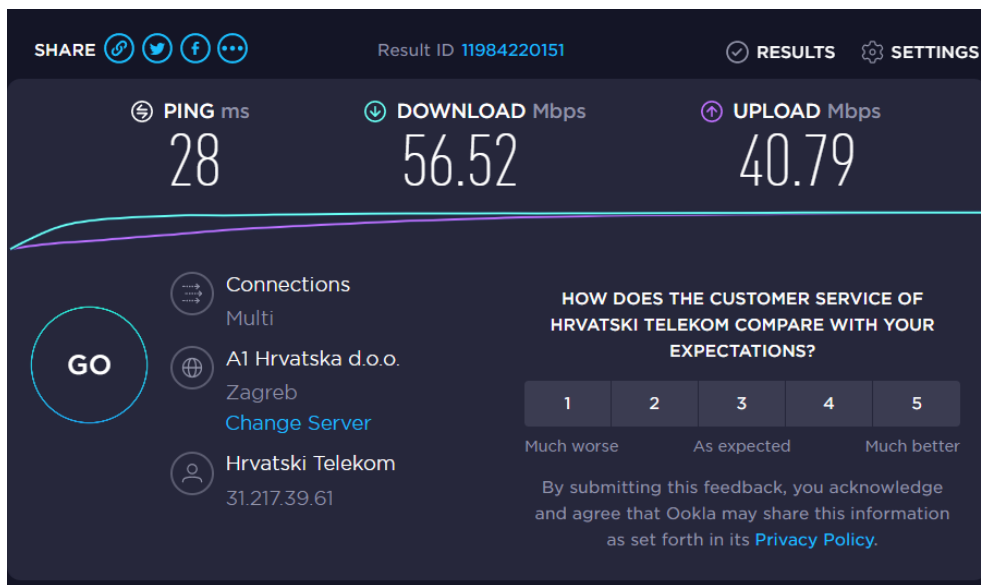 SHARE Result ID 11984220151 RESULTS SETTINGS
PING ms DOWNLOAD Mbps UPLOAD Mbps
28 56.52 40.79
GO
Connections
Multi
A1 Hrvatska d.o.o.
Zagreb
Change Server
Hrvatski Telekom
31.217.39.61
HOW DOES THE CUSTOMER SERVICE OF
HRVATSKI TELEKOM COMPARE WITH YOUR
EXPECTATIONS?
1 2 3 4 5
Much worse As expected Much better
By submitting this feedback, you acknowledge
and agree that Ookla may share this information
as set forth in its Privacy Policy.